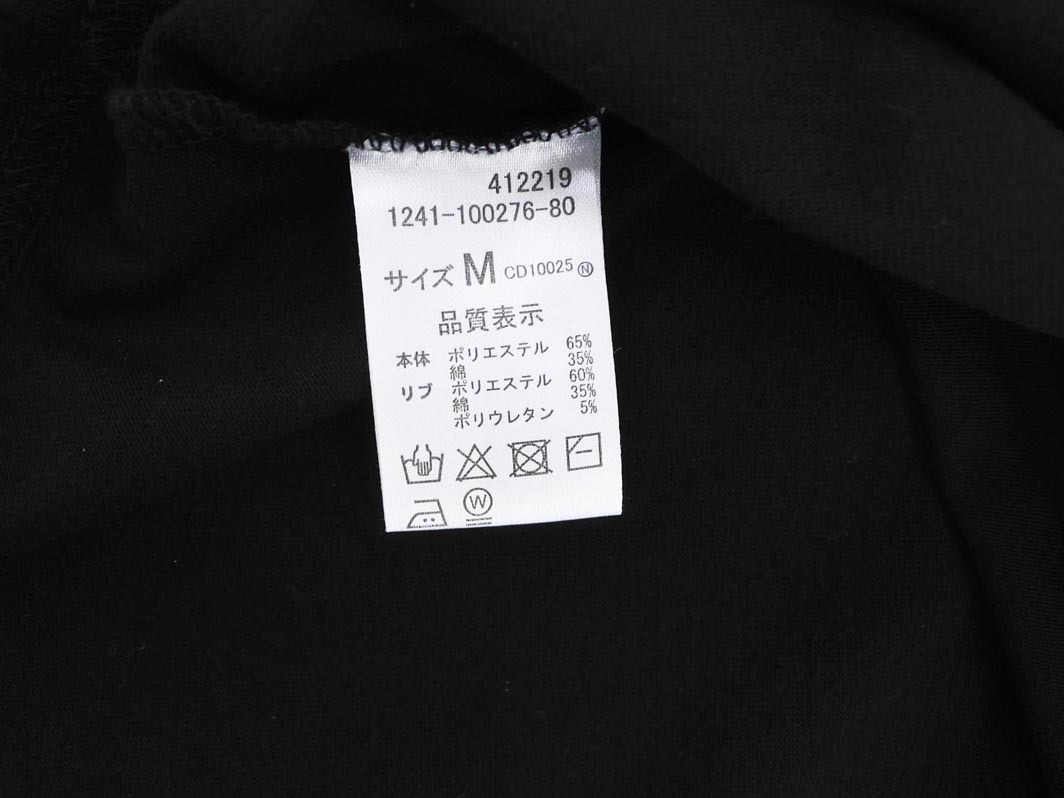 412219
1241-100276-80
サイズ M CD10025 Ⓝ
品質表示
本体 ポリエステル 65%
綿 35%
リブ ポリエステル 60%
綿 35%
ポリウレタン 5%
W